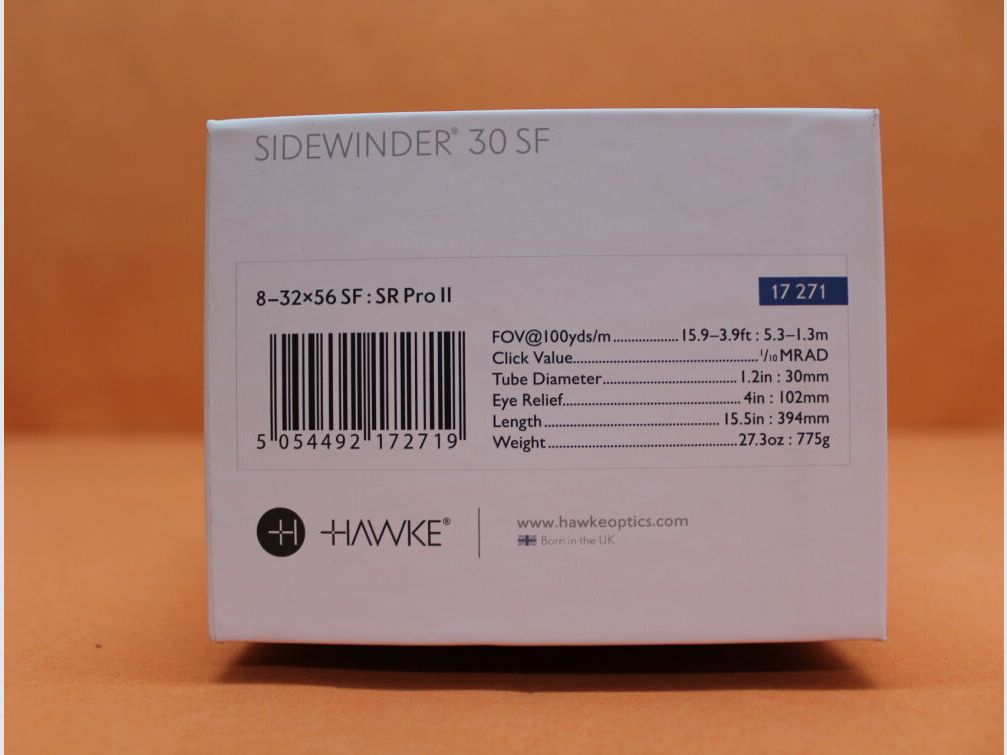 SIDEWINDER® 30 SF
8–32×56 SF : SR Pro II
17 271
FOV@100yds/m.................15.9–3.9ft : 5.3–1.3m
Click Value.................1/10 MRAD
Tube Diameter.................1.2in : 30mm
Eye Relief.................4in : 102mm
Length.................15.5in : 394mm
Weight.................27.3oz : 775g
5 054492 172719
HAWKE®
www.hawkeoptics.com
Born in the UK